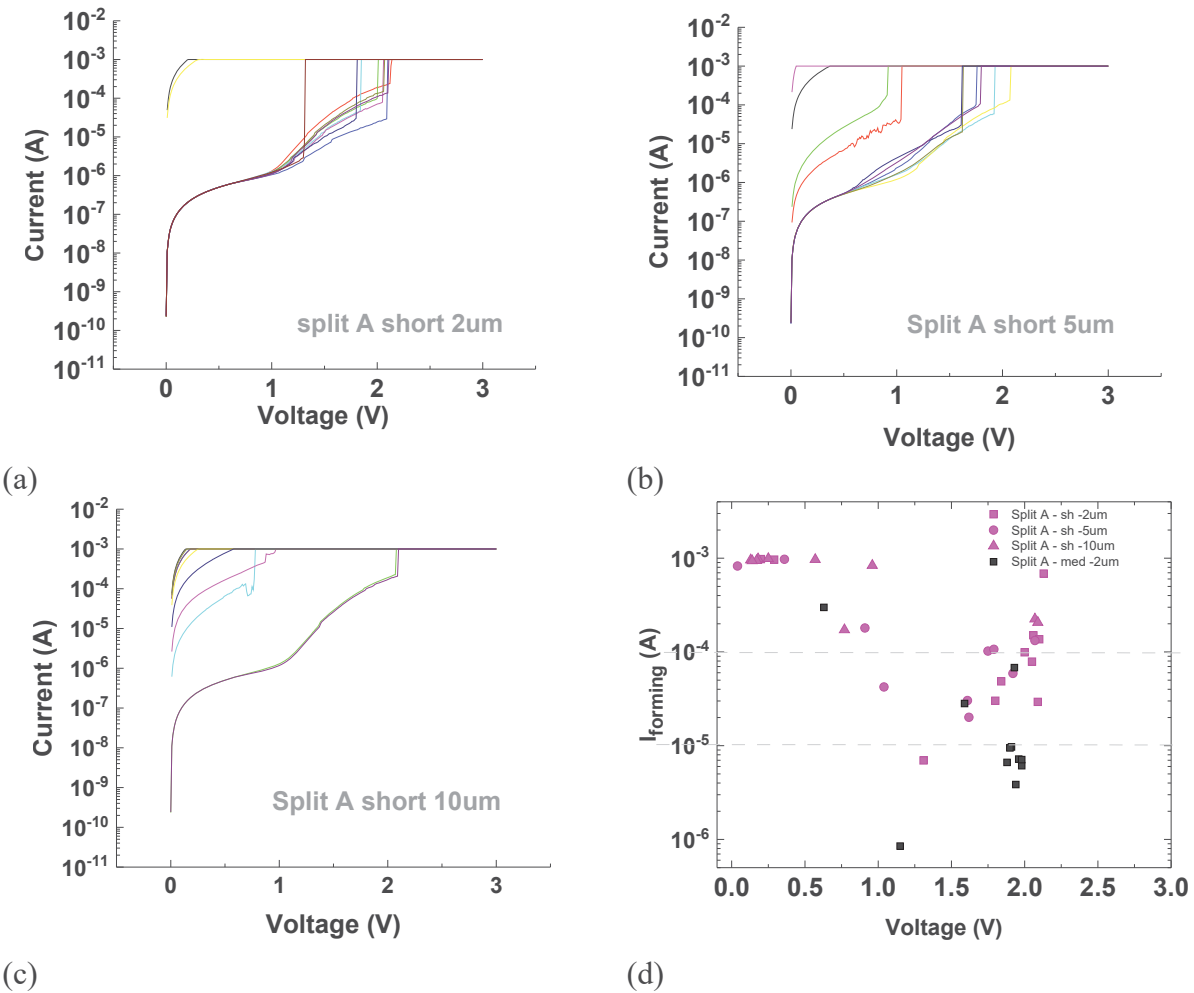 10⁻²
10⁻³
10⁻⁴
10⁻⁵
10⁻⁶
10⁻⁷
10⁻⁸
10⁻⁹
10⁻¹⁰
10⁻¹¹
Current (A)
split A short 2um
0 1 2 3
Voltage (V)
(a)
10⁻²
10⁻³
10⁻⁴
10⁻⁵
10⁻⁶
10⁻⁷
10⁻⁸
10⁻⁹
10⁻¹⁰
10⁻¹¹
Current (A)
Split A short 5um
0 1 2 3
Voltage (V)
(b)
10⁻²
10⁻³
10⁻⁴
10⁻⁵
10⁻⁶
10⁻⁷
10⁻⁸
10⁻⁹
10⁻¹⁰
10⁻¹¹
Current (A)
Split A short 10um
0 1 2 3
Voltage (V)
(c)
Split A - sh -2um
Split A - sh -5um
Split A - sh -10um
Split A - med -2um
10⁻³
10⁻⁴
10⁻⁵
10⁻⁶
I_forming (A)
0.0 0.5 1.0 1.5 2.0 2.5 3.0
Voltage (V)
(d)